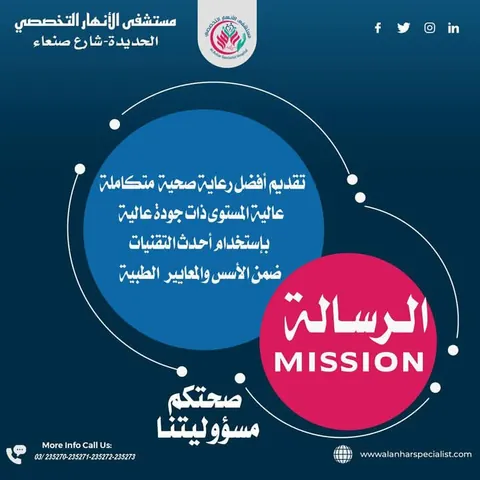 مستشفى الأنهار التخصصي
الحديدة-شارع صنعاء
تقديم أفضل رعاية صحية متكاملة
عالية المستوى ذات جودة عالية
بإستخدام أحدث التقنيات
ضمن الأسس والمعايير الطبية
الرسالة
MISSION
صحتكم
مسؤوليتنا
More Info Call Us:
03/ 235270-235271-235272-235273
www.alanharspecialist.com